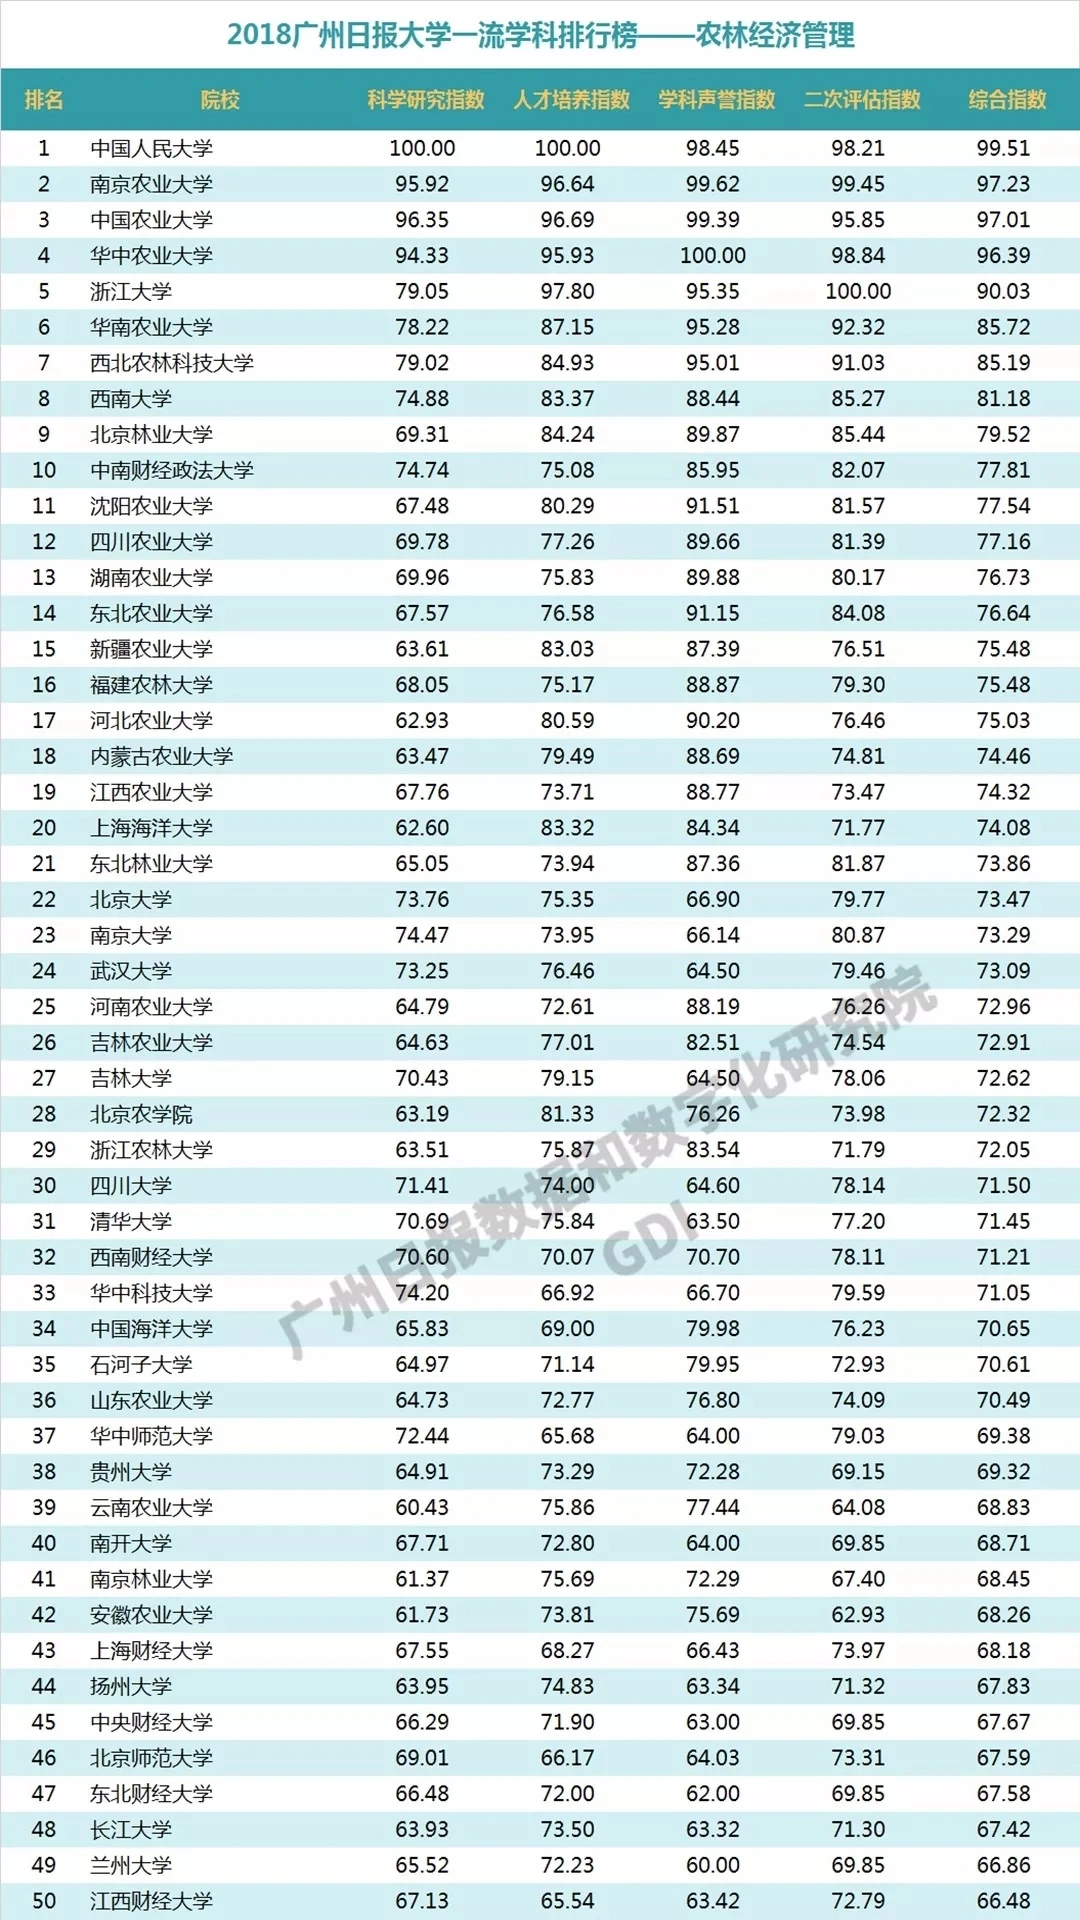 2018广州日报大学一流学科排行榜——农林经济管理
排名 院校 科学研究指数 人才培养指数 学科声誉指数 二次评估指数 综合指数
1 中国人民大学 100.00 100.00 98.45 98.21 99.51
2 南京农业大学 95.92 96.64 99.62 99.45 97.23
3 中国农业大学 96.35 96.69 99.39 95.85 97.01
4 华中农业大学 94.33 95.93 100.00 98.84 96.39
5 浙江大学 79.05 97.80 95.35 100.00 90.03
6 华南农业大学 78.22 87.15 95.28 92.32 85.72
7 西北农林科技大学 79.02 84.93 95.01 91.03 85.19
8 西南大学 74.88 83.37 88.44 85.27 81.18
9 北京林业大学 69.31 84.24 89.87 85.44 79.52
10 中南财经政法大学 74.74 75.08 85.95 82.07 77.81
11 沈阳农业大学 67.48 80.29 91.51 81.57 77.54
12 四川农业大学 69.78 77.26 89.66 81.39 77.16
13 湖南农业大学 69.96 75.83 89.88 80.17 76.73
14 东北农业大学 67.57 76.58 91.15 84.08 76.64
15 新疆农业大学 63.61 83.03 87.39 76.51 75.48
16 福建农林大学 68.05 75.17 88.87 79.30 75.48
17 河北农业大学 62.93 80.59 90.20 76.46 75.03
18 内蒙古农业大学 63.47 79.49 88.69 74.81 74.46
19 江西农业大学 67.76 73.71 88.77 73.47 74.32
20 上海海洋大学 62.60 83.32 84.34 71.77 74.08
21 东北林业大学 65.05 73.94 87.36 81.87 73.86
22 北京大学 73.76 75.35 66.90 79.77 73.47
23 南京大学 74.47 73.95 66.14 80.87 73.29
24 武汉大学 73.25 76.46 64.50 79.46 73.09
25 河南农业大学 64.79 72.61 88.19 76.26 72.96
26 吉林农业大学 64.63 77.01 82.51 74.54 72.91
27 吉林大学 70.43 79.15 64.50 78.06 72.62
28 北京农学院 63.19 81.33 76.26 73.98 72.32
29 浙江农林大学 63.51 75.87 83.54 71.79 72.05
30 四川大学 71.41 74.00 64.60 78.14 71.50
31 清华大学 70.69 75.84 63.50 77.20 71.45
32 西南财经大学 70.60 70.07 70.70 78.11 71.21
33 华中科技大学 74.20 66.92 66.70 79.59 71.05
34 中国海洋大学 65.83 69.00 79.98 76.23 70.65
35 石河子大学 64.97 71.14 79.95 72.93 70.61
36 山东农业大学 64.73 72.77 76.80 74.09 70.49
37 华中师范大学 72.44 65.68 64.00 79.03 69.38
38 贵州大学 64.91 73.29 72.28 69.15 69.32
39 云南农业大学 60.43 75.86 77.44 64.08 68.83
40 南开大学 67.71 72.80 64.00 69.85 68.71
41 南京林业大学 61.37 75.69 72.29 67.40 68.45
42 安徽农业大学 61.73 73.81 75.69 62.93 68.26
43 上海财经大学 67.55 68.27 66.43 73.97 68.18
44 扬州大学 63.95 74.83 63.34 71.32 67.83
45 中央财经大学 66.29 71.90 63.00 69.85 67.67
46 北京师范大学 69.01 66.17 64.03 73.31 67.59
47 东北财经大学 66.48 72.00 62.00 69.85 67.58
48 长江大学 63.93 73.50 63.32 71.30 67.42
49 兰州大学 65.52 72.23 60.00 69.85 66.86
50 江西财经大学 67.13 65.54 63.42 72.79 66.48
广州日报数据和数字化研究院
GDI